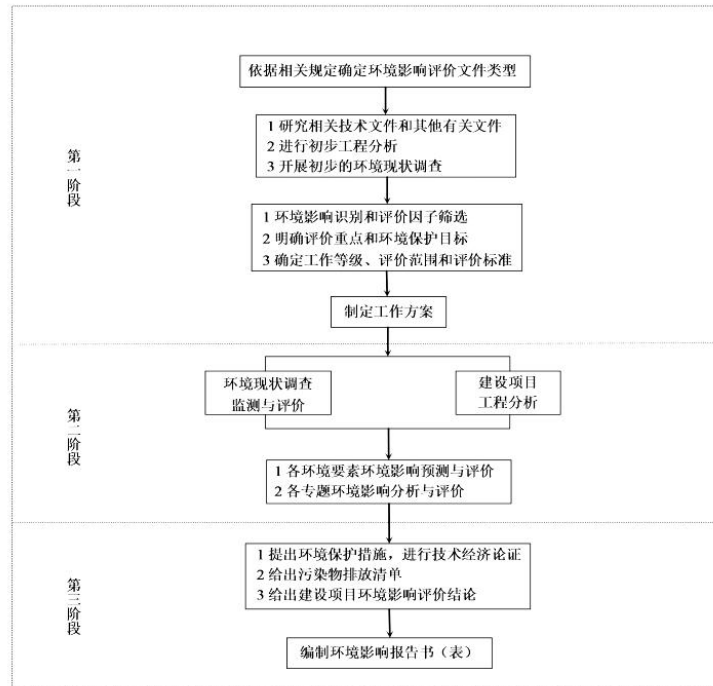 依据相关规定确定环境影响评价文件类型
1 研究相关技术文件和其他有关文件
2 进行初步工程分析
3 开展初步的环境现状调查
第一阶段
1 环境影响识别和评价因子筛选
2 明确评价重点和环境保护目标
3 确定工作等级、评价范围和评价标准
制定工作方案
环境现状调查
监测与评价
建设项目
工程分析
第二阶段
1 各环境要素环境影响预测与评价
2 各专题环境影响分析与评价
1 提出环境保护措施，进行技术经济论证
2 给出污染物排放清单
3 给出建设项目环境影响评价结论
第三阶段
编制环境影响报告书（表）